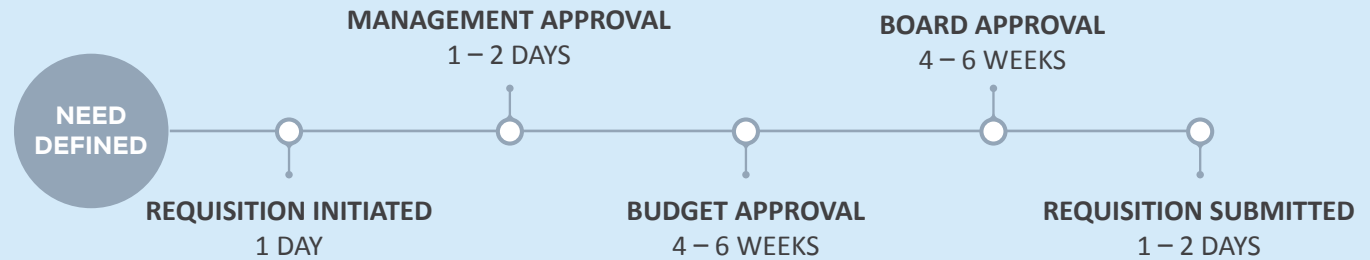 NEED
DEFINED
REQUISITION INITIATED
1 DAY
MANAGEMENT APPROVAL
1 – 2 DAYS
BUDGET APPROVAL
4 – 6 WEEKS
BOARD APPROVAL
4 – 6 WEEKS
REQUISITION SUBMITTED
1 – 2 DAYS